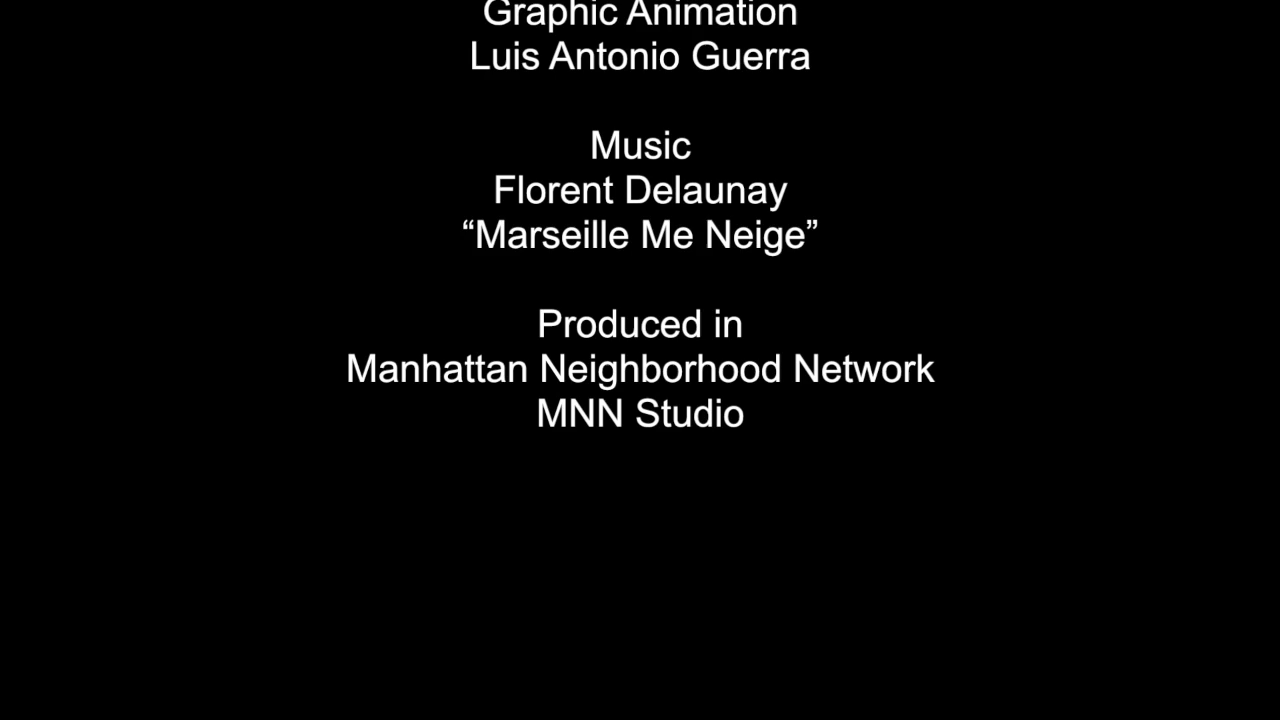 Graphic Animation
Luis Antonio Guerra
Music
Florent Delaunay
“Marseille Me Neige”
Produced in
Manhattan Neighborhood Network
MNN Studio